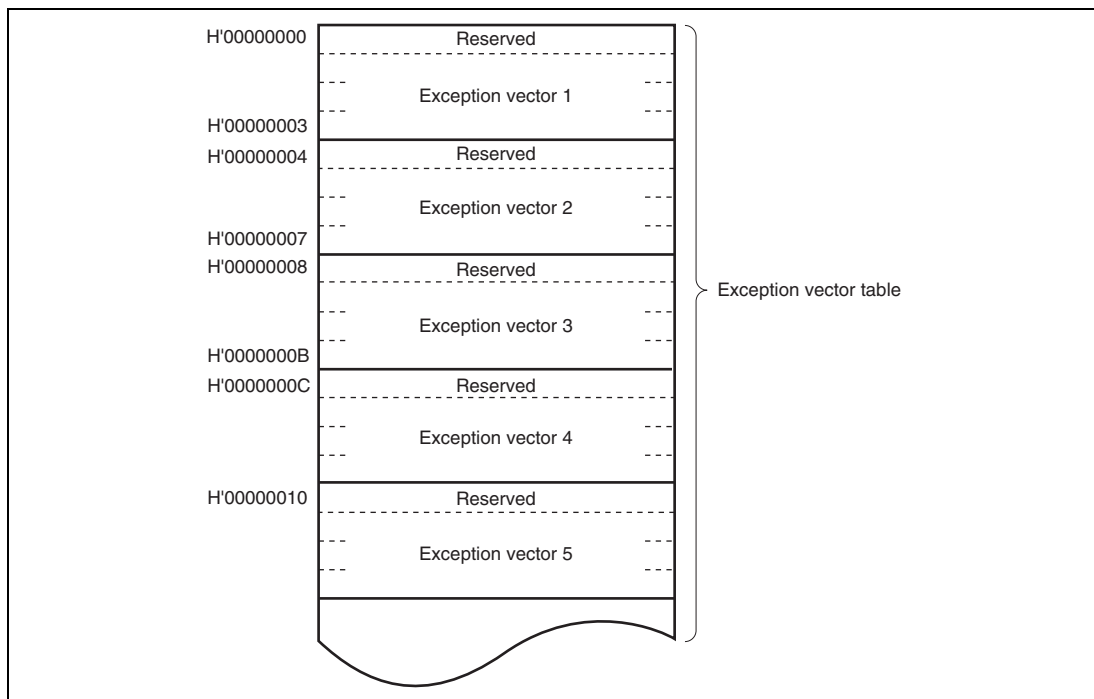 H'00000000
Reserved
Exception vector 1
H'00000003
H'00000004
Reserved
Exception vector 2
H'00000007
H'00000008
Reserved
Exception vector 3
H'0000000B
H'0000000C
Reserved
Exception vector 4
H'00000010
Reserved
Exception vector 5
Exception vector table